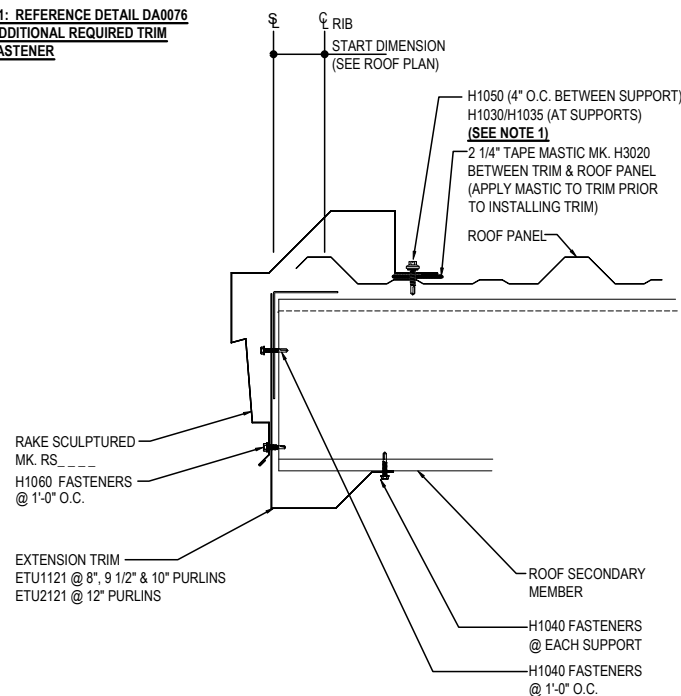 1: REFERENCE DETAIL DA0076
DDITIONAL REQUIRED TRIM
ASTENER
SL
CL RIB
START DIMENSION
(SEE ROOF PLAN)
H1050 (4" O.C. BETWEEN SUPPORT)
H1030/H1035 (AT SUPPORTS)
(SEE NOTE 1)
2 1/4" TAPE MASTIC MK. H3020
BETWEEN TRIM & ROOF PANEL
(APPLY MASTIC TO TRIM PRIOR
TO INSTALLING TRIM)
ROOF PANEL
RAKE SCULPTURED
MK. RS_ _ _ _
H1060 FASTENERS
@ 1'-0" O.C.
EXTENSION TRIM
ETU1121 @ 8", 9 1/2" & 10" PURLINS
ETU2121 @ 12" PURLINS
ROOF SECONDARY
MEMBER
H1040 FASTENERS
@ EACH SUPPORT
H1040 FASTENERS
@ 1'-0" O.C.